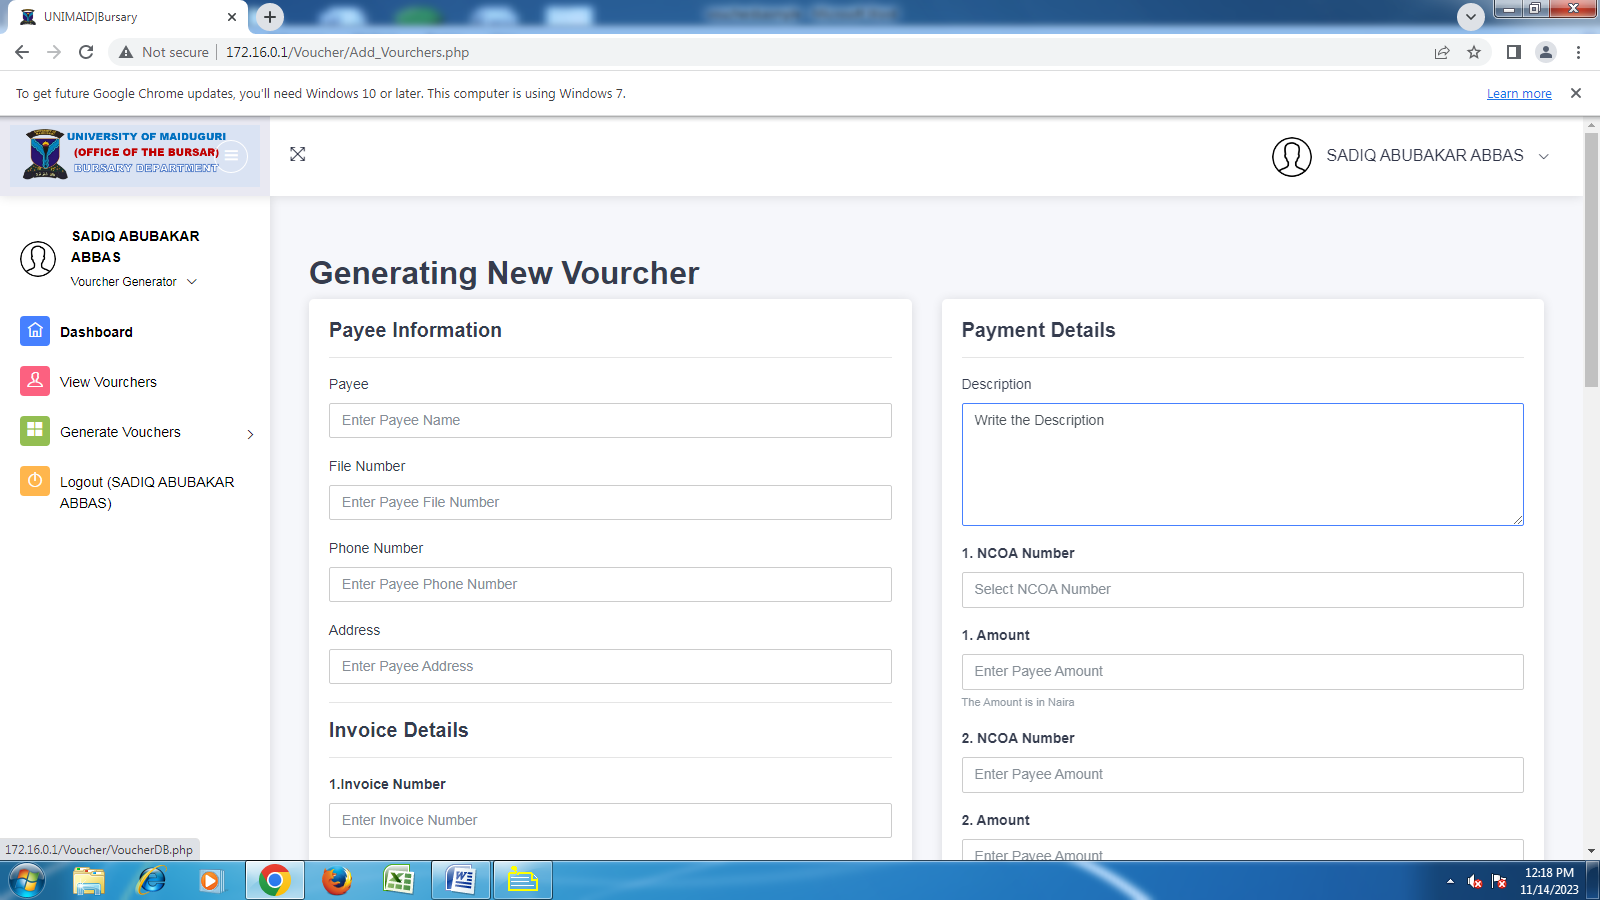 UNIMAID|Bursary
Not secure
172.16.0.1/Voucher/Add_Vourchers.php
To get future Google Chrome updates, you'll need Windows 10 or later. This computer is using Windows 7.
Learn more
UNIVERSITY OF MAIDUGURI
(OFFICE OF THE BURSAR)
BURSARY DEPARTMENT
SADIQ ABUBAKAR ABBAS
SADIQ ABUBAKAR
ABBAS
Vourcher Generator
Dashboard
View Vourchers
Generate Vouchers
Logout (SADIQ ABUBAKAR
ABBAS)
Generating New Vourcher
Payee Information
Payee
Enter Payee Name
File Number
Enter Payee File Number
Phone Number
Enter Payee Phone Number
Address
Enter Payee Address
Invoice Details
1.Invoice Number
Enter Invoice Number
Payment Details
Description
Write the Description
1. NCOA Number
Select NCOA Number
1. Amount
Enter Payee Amount
The Amount is in Naira
2. NCOA Number
Enter Payee Amount
2. Amount
Enter Payee Amount
172.16.0.1/Voucher/VoucherDB.php
12:18 PM
11/14/2023